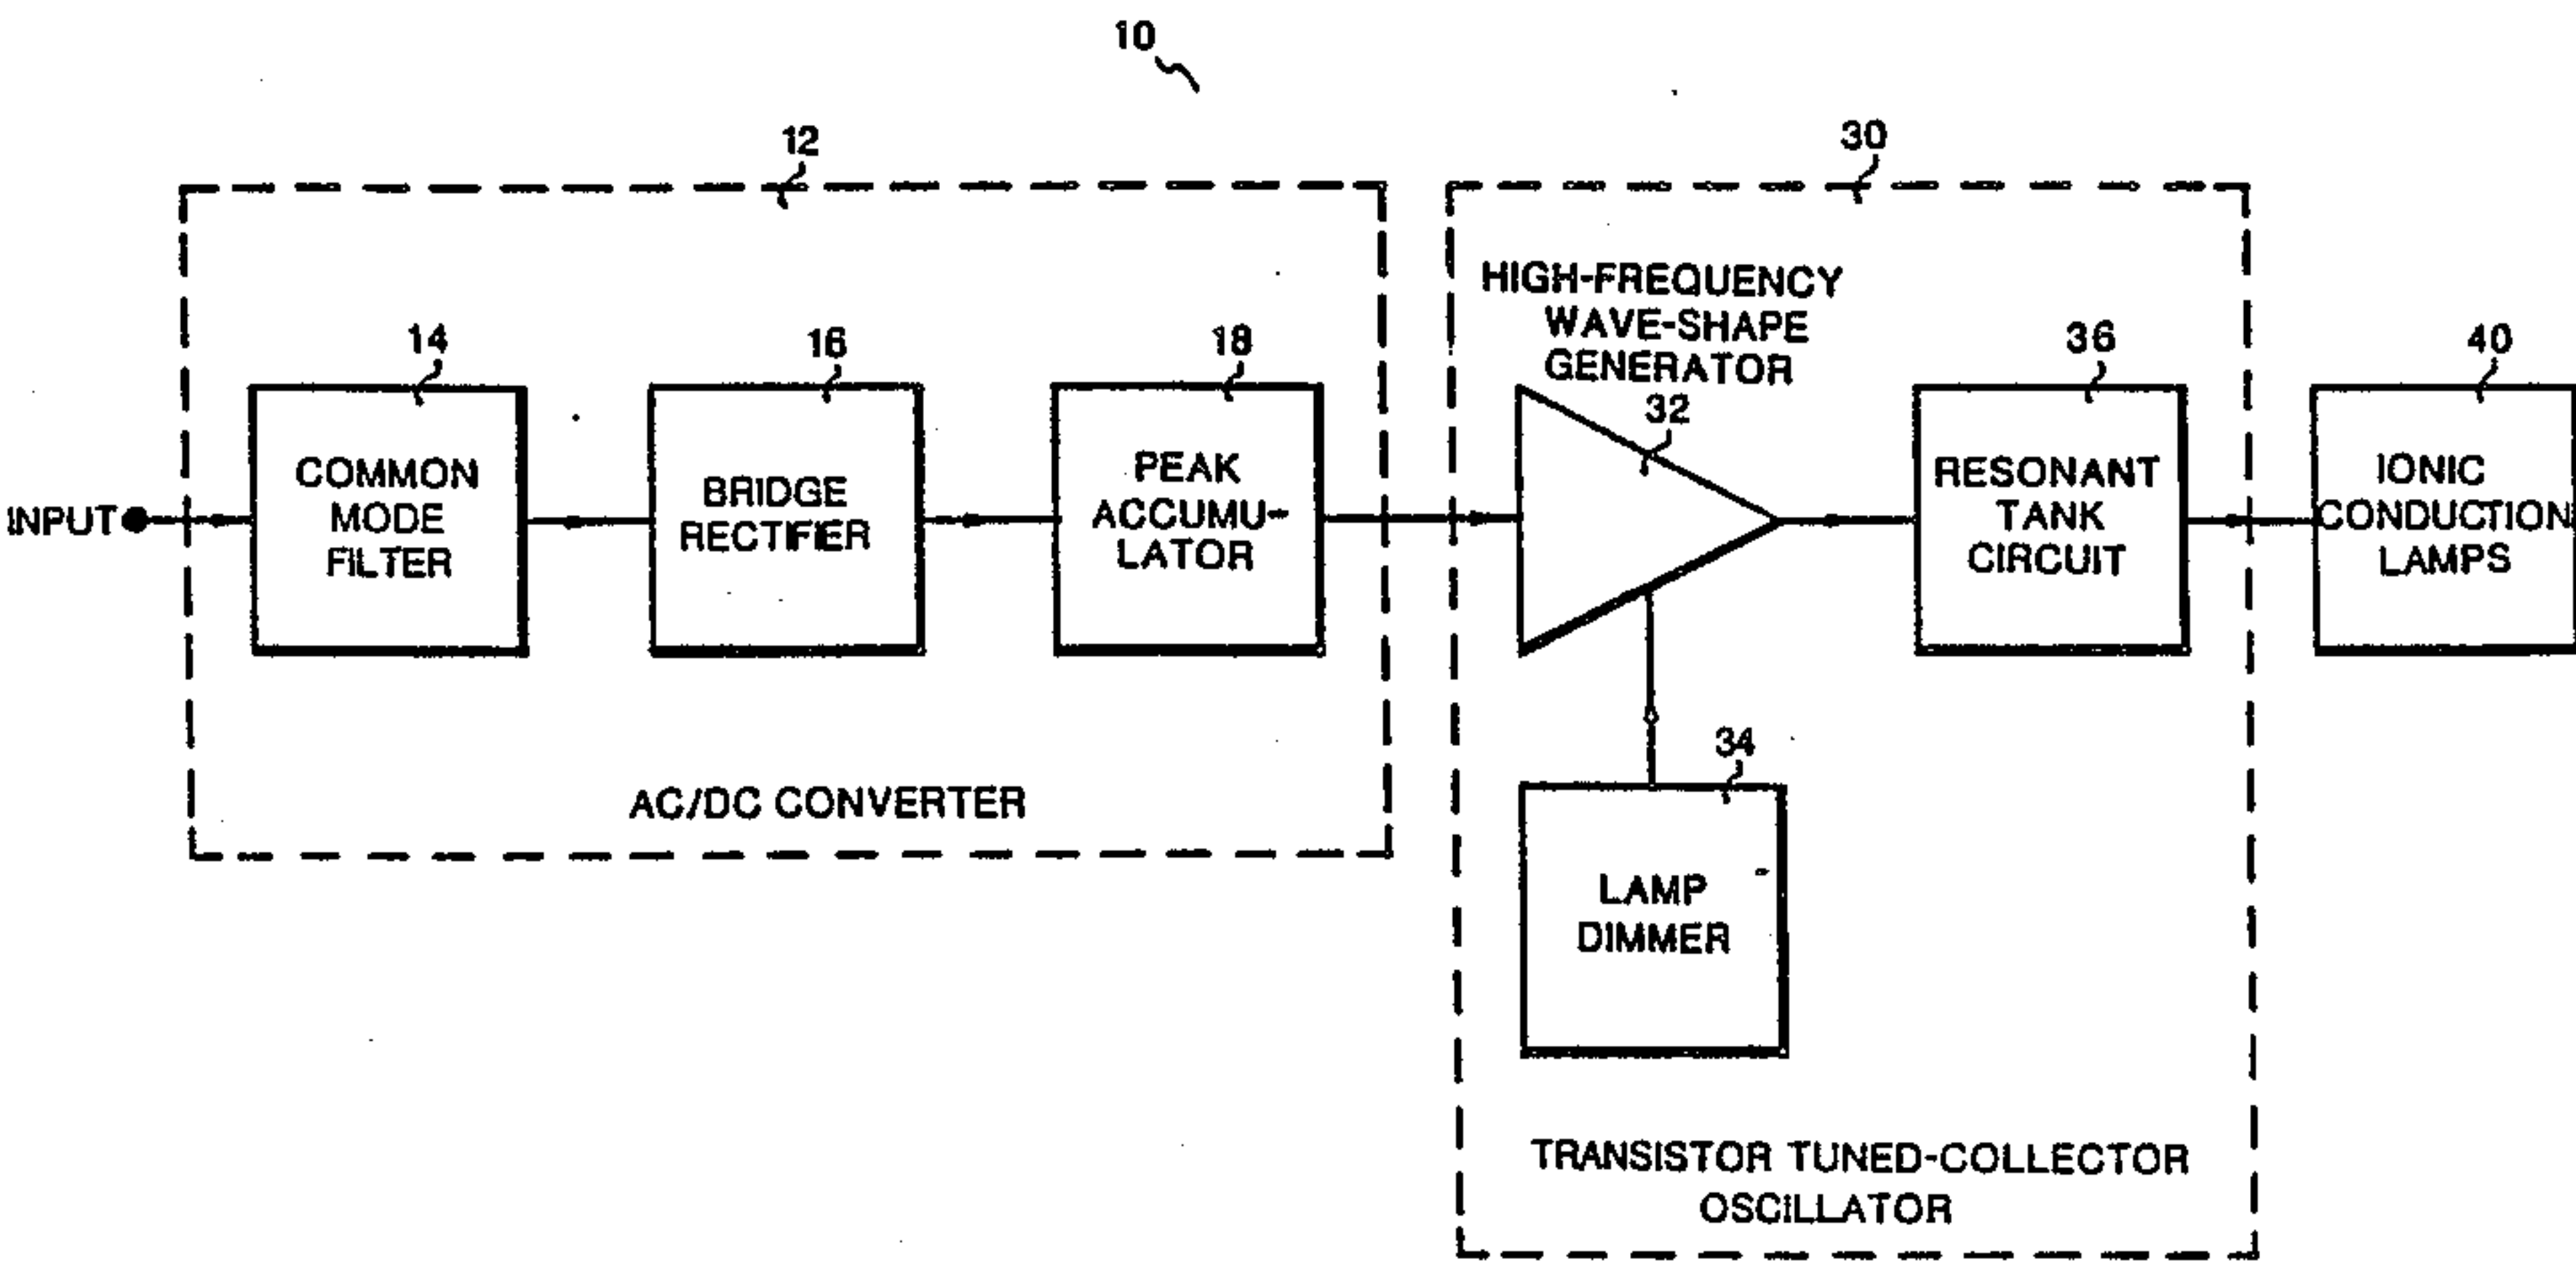 10
12
30
HIGH-FREQUENCY
WAVE-SHAPE
GENERATOR
14
16
18
32
36
40
INPUT
COMMON
MODE
FILTER
BRIDGE
RECTIFIER
PEAK
ACCUMU-
LATOR
RESONANT
TANK
CIRCUIT
IONIC
CONDUCTION
LAMPS
34
LAMP
DIMMER
AC/DC CONVERTER
TRANSISTOR TUNED-COLLECTOR
OSCILLATOR